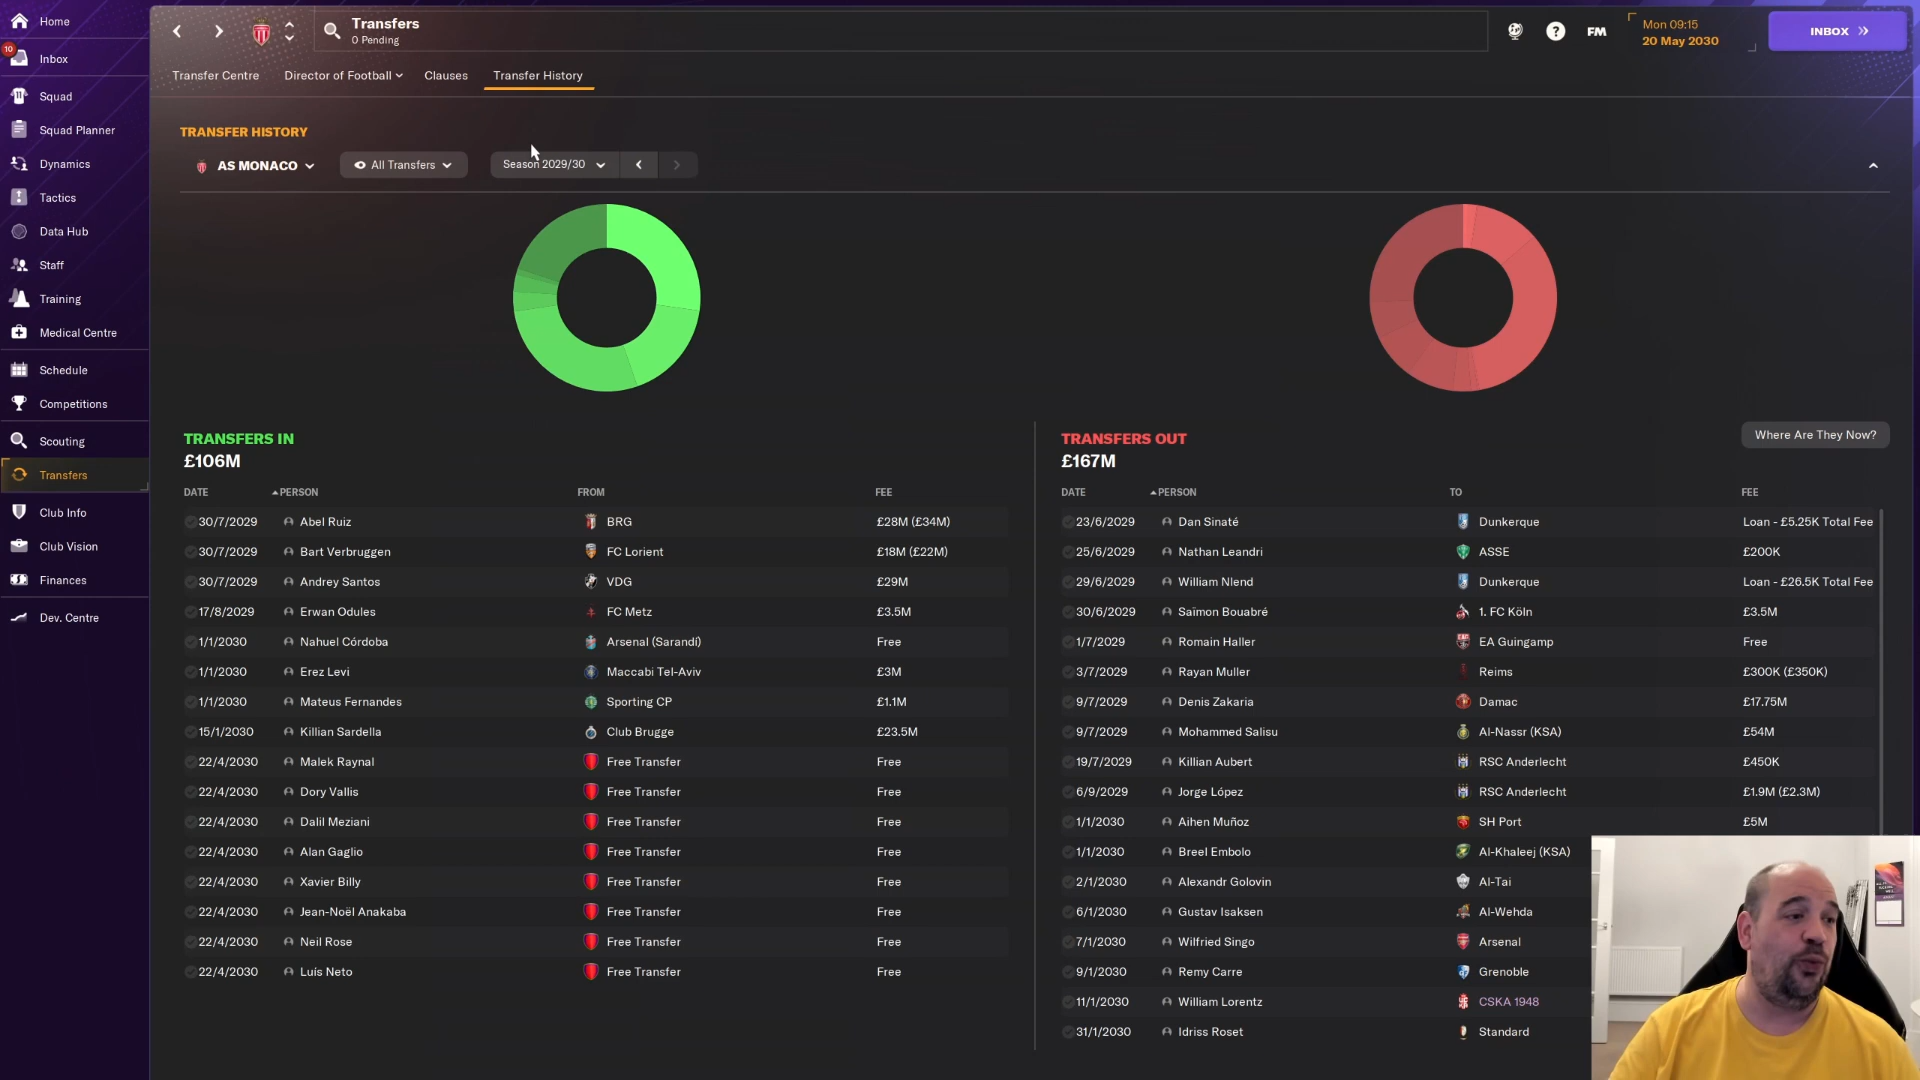 Home
10
Inbox
Squad
Squad Planner
Dynamics
Tactics
Data Hub
Staff
Training
Medical Centre
Schedule
Competitions
Scouting
Transfers
Club Info
Club Vision
Finances
Dev. Centre
Transfers
0 Pending
FM
Mon 09:15
20 May 2030
INBOX
Transfer Centre Director of Football Clauses Transfer History
TRANSFER HISTORY
AS MONACO All Transfers Season 2029/30
TRANSFERS IN
£106M
DATE PERSON FROM FEE
30/7/2029 Abel Ruiz BRG £28M (£34M)
30/7/2029 Bart Verbruggen FC Lorient £18M (£22M)
30/7/2029 Andrey Santos VDG £29M
17/8/2029 Erwan Odules FC Metz £3.5M
1/1/2030 Nahuel Córdoba Arsenal (Sarandí) Free
1/1/2030 Erez Levi Maccabi Tel-Aviv £3M
1/1/2030 Mateus Fernandes Sporting CP £1.1M
15/1/2030 Killian Sardella Club Brugge £23.5M
22/4/2030 Malek Raynal Free Transfer Free
22/4/2030 Dory Vallis Free Transfer Free
22/4/2030 Dalil Meziani Free Transfer Free
22/4/2030 Alan Gaglio Free Transfer Free
22/4/2030 Xavier Billy Free Transfer Free
22/4/2030 Jean-Noël Anakaba Free Transfer Free
22/4/2030 Neil Rose Free Transfer Free
22/4/2030 Luís Neto Free Transfer Free
TRANSFERS OUT
£167M
Where Are They Now?
DATE PERSON TO FEE
23/6/2029 Dan Sinaté Dunkerque Loan - £5.25K Total Fee
25/6/2029 Nathan Leandri ASSE £200K
29/6/2029 William Nlend Dunkerque Loan - £26.5K Total Fee
30/6/2029 Saïmon Bouabré 1. FC Köln £3.5M
1/7/2029 Romain Haller EA Guingamp Free
3/7/2029 Rayan Muller Reims £300K (£350K)
9/7/2029 Denis Zakaria Damac £17.75M
9/7/2029 Mohammed Salisu Al-Nassr (KSA) £54M
19/7/2029 Killian Aubert RSC Anderlecht £450K
6/9/2029 Jorge López RSC Anderlecht £1.9M (£2.3M)
1/1/2030 Aihen Muñoz SH Port £5M
1/1/2030 Breel Embolo Al-Khaleej (KSA)
2/1/2030 Alexandr Golovin Al-Tai
6/1/2030 Gustav Isaksen Al-Wehda
7/1/2030 Wilfried Singo Arsenal
9/1/2030 Remy Carre Grenoble
11/1/2030 William Lorentz CSKA 1948
31/1/2030 Idriss Roset Standard